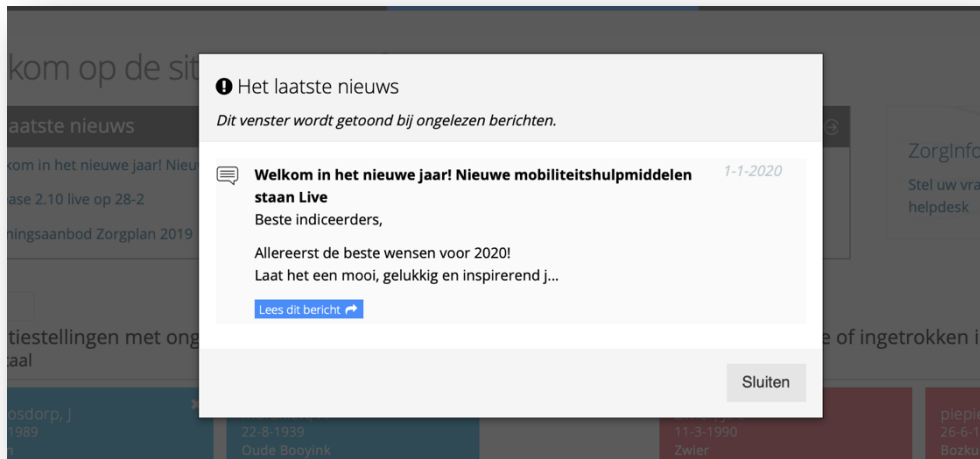 kom op de sit
Het laatste nieuws
Dit venster wordt getoond bij ongelezen berichten.
aatste nieuws
kom in het nieuwe jaar! Nieu
ase 2.10 live op 28-2
ningsaanbod Zorgplan 2019
Welkom in het nieuwe jaar! Nieuwe mobiliteitshulpmiddelen
staan Live
1-1-2020
Beste indiceerders,
Allereerst de beste wensen voor 2020!
Laat het een mooi, gelukkig en inspirerend j...
Lees dit bericht
ZorgInfo
Stel uw vra
helpdesk
tiestellingen met ong
e of ingetrokken i
aal
Sluiten
osdorp, J
1989
22-8-1939
Oude Booyink
11-3-1990
Zwier
piepie
26-6-1
Bozku